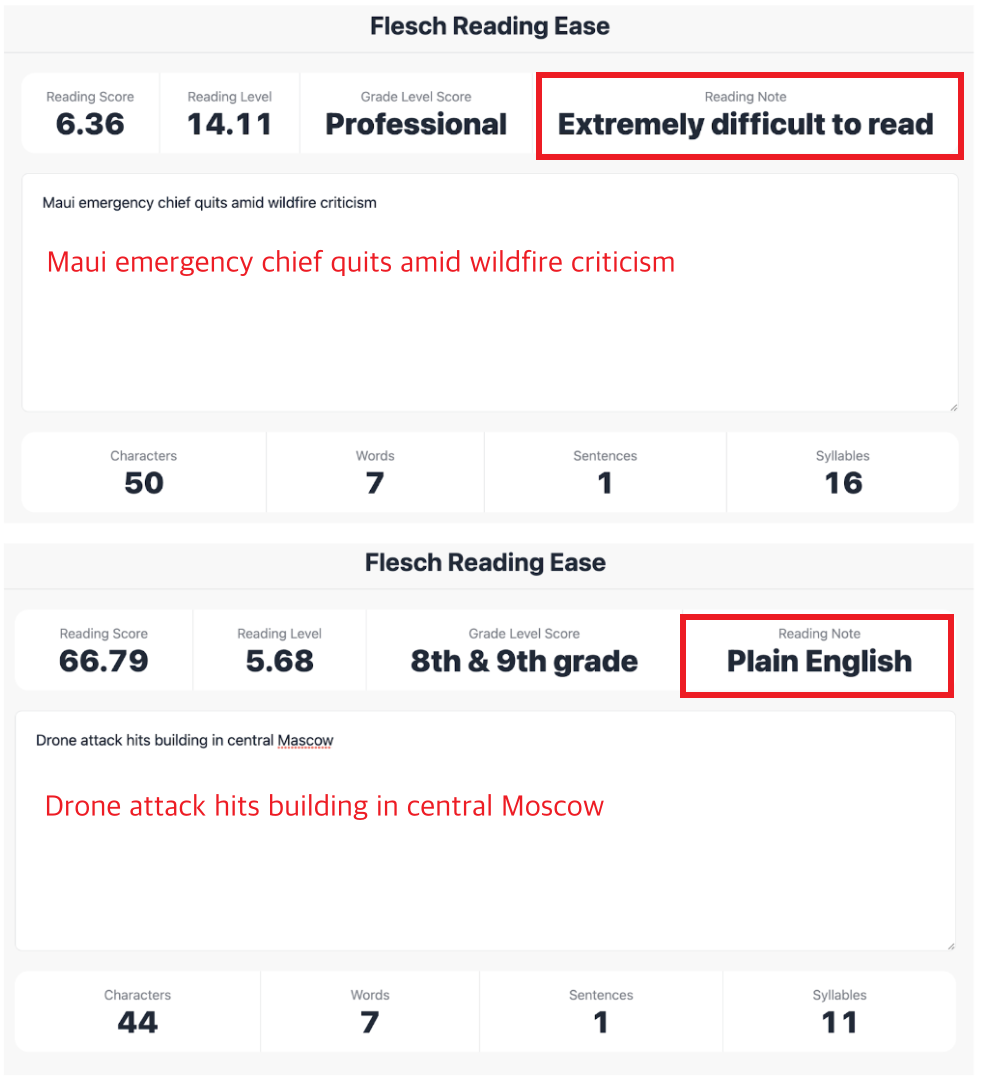 Flesch Reading Ease
Reading Score Reading Level Grade Level Score Reading Note
6.36 14.11 Professional Extremely difficult to read
Maui emergency chief quits amid wildfire criticism
Maui emergency chief quits amid wildfire criticism
Characters Words Sentences Syllables
50 7 1 16
Flesch Reading Ease
Reading Score Reading Level Grade Level Score Reading Note
66.79 5.68 8th & 9th grade Plain English
Drone attack hits building in central Mascow
Drone attack hits building in central Moscow
Characters Words Sentences Syllables
44 7 1 11